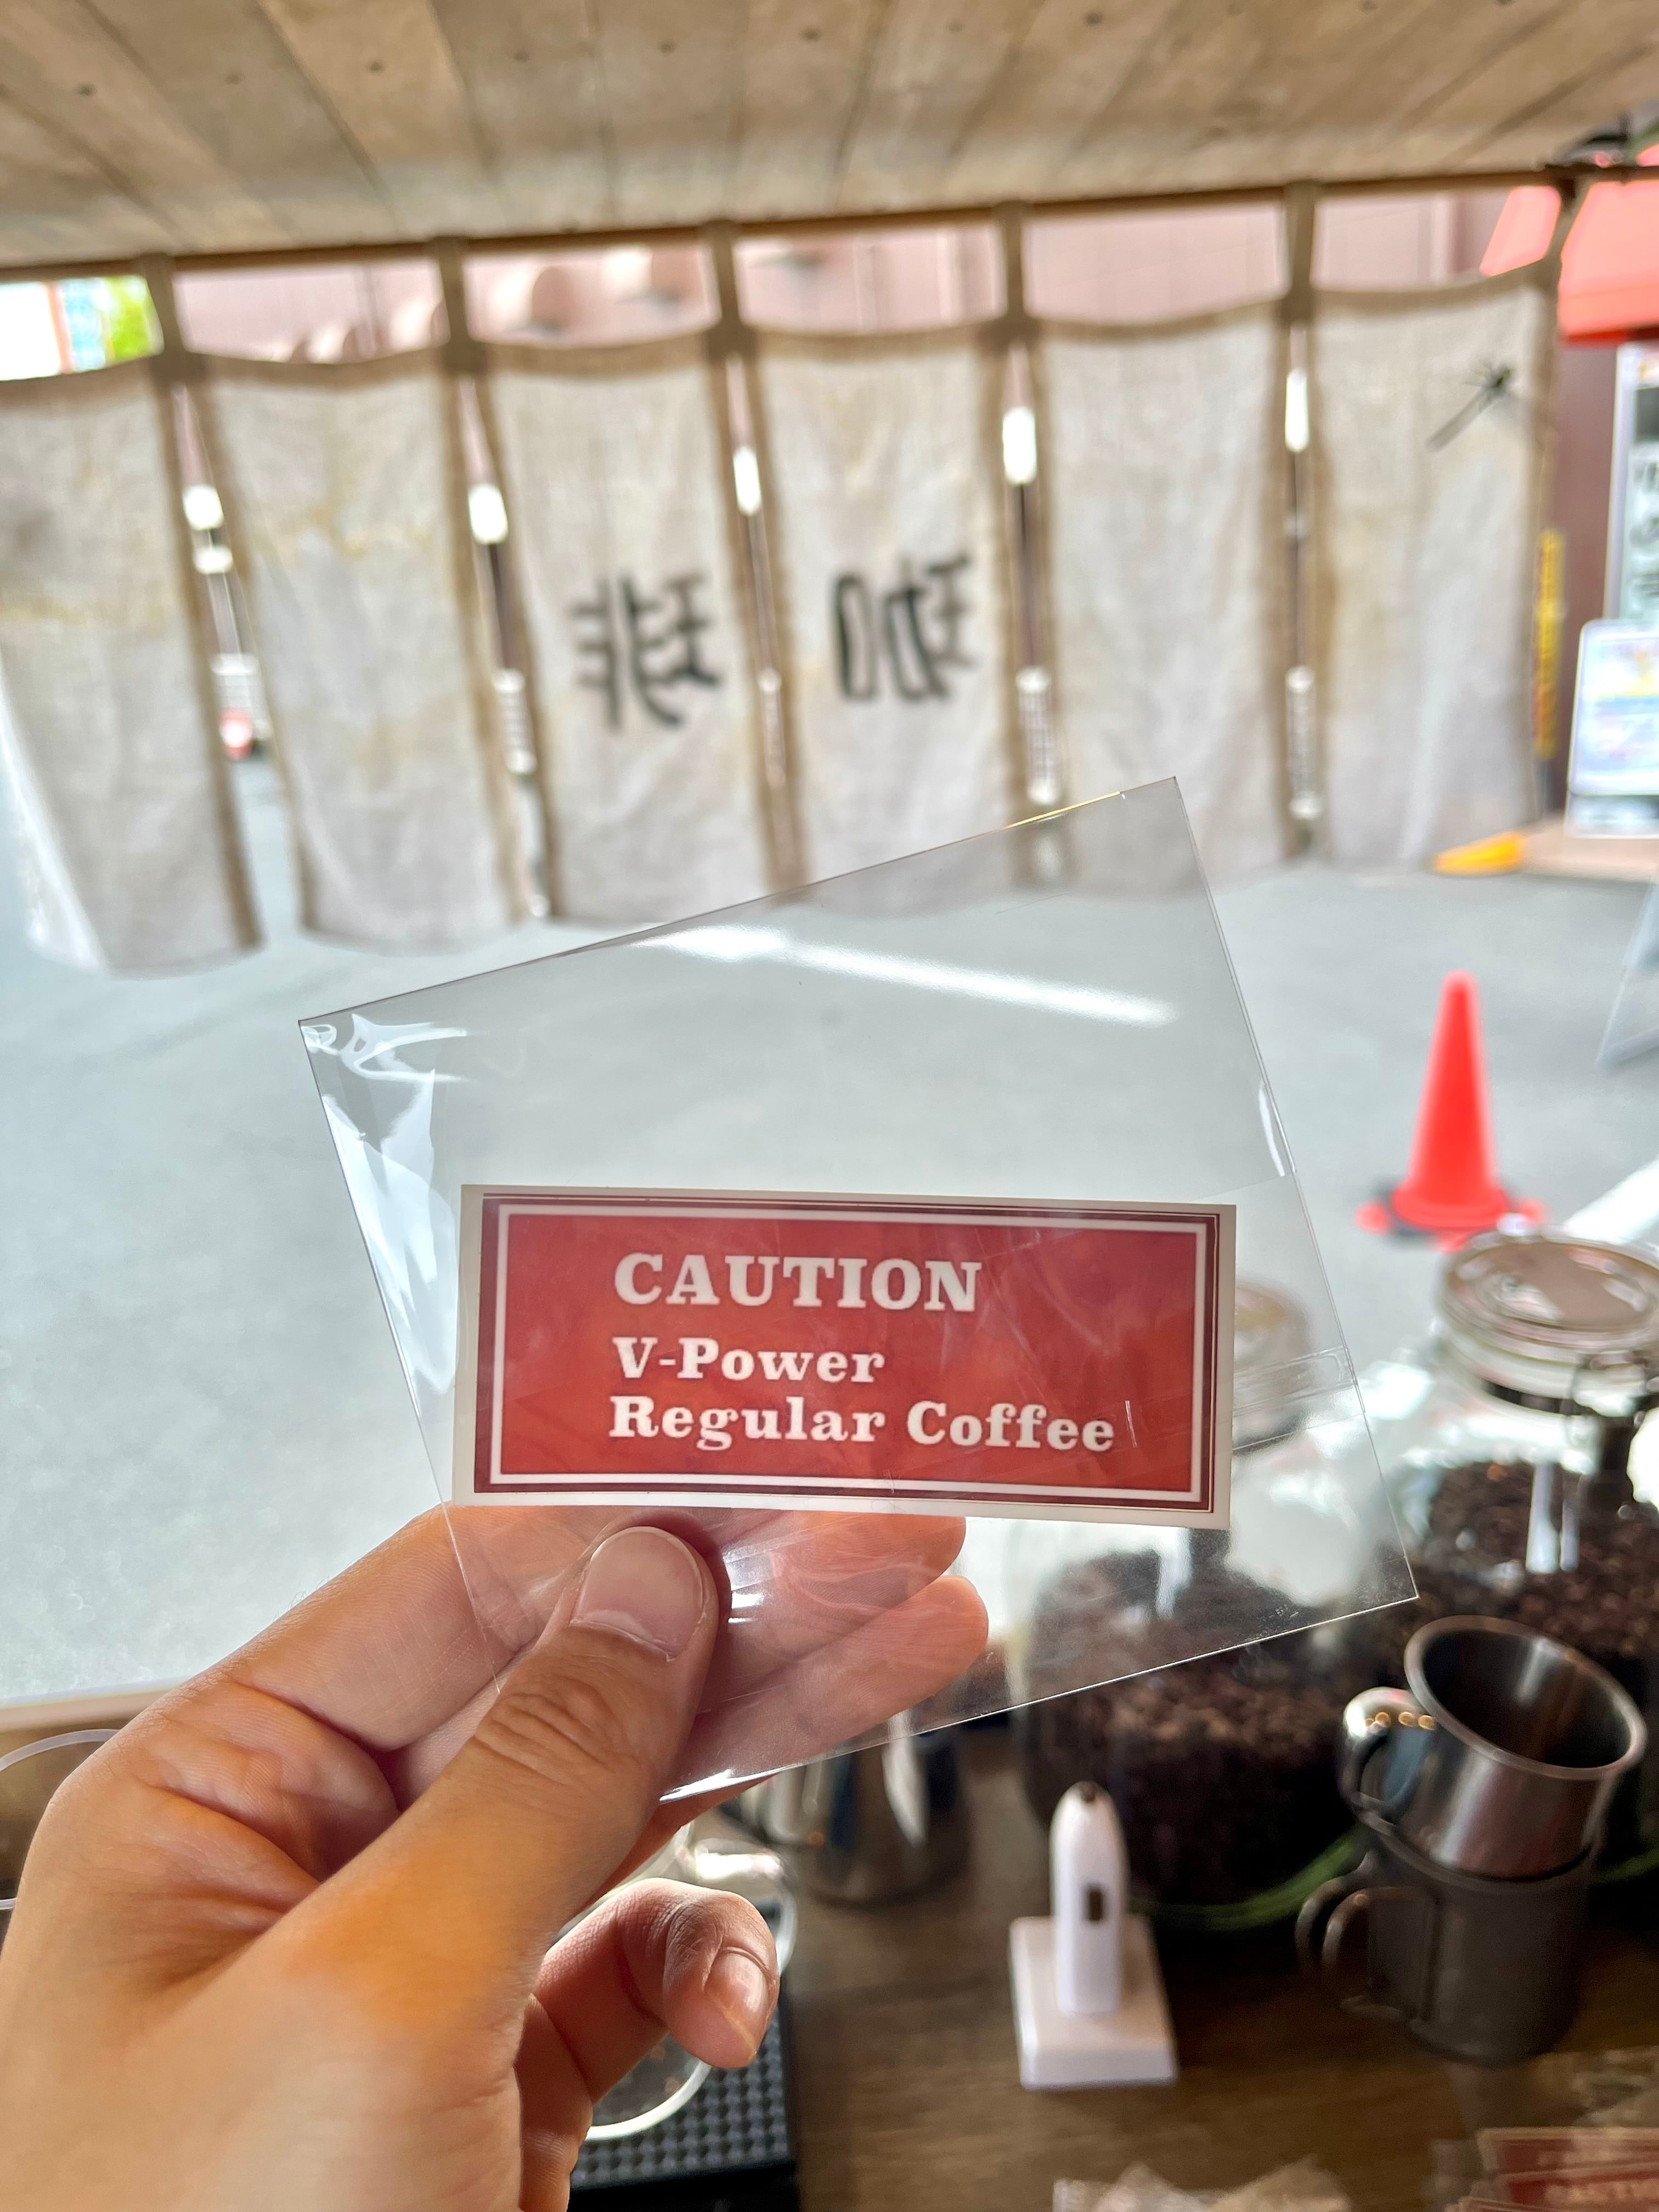 珈琲
CAUTION
V-Power
Regular Coffee